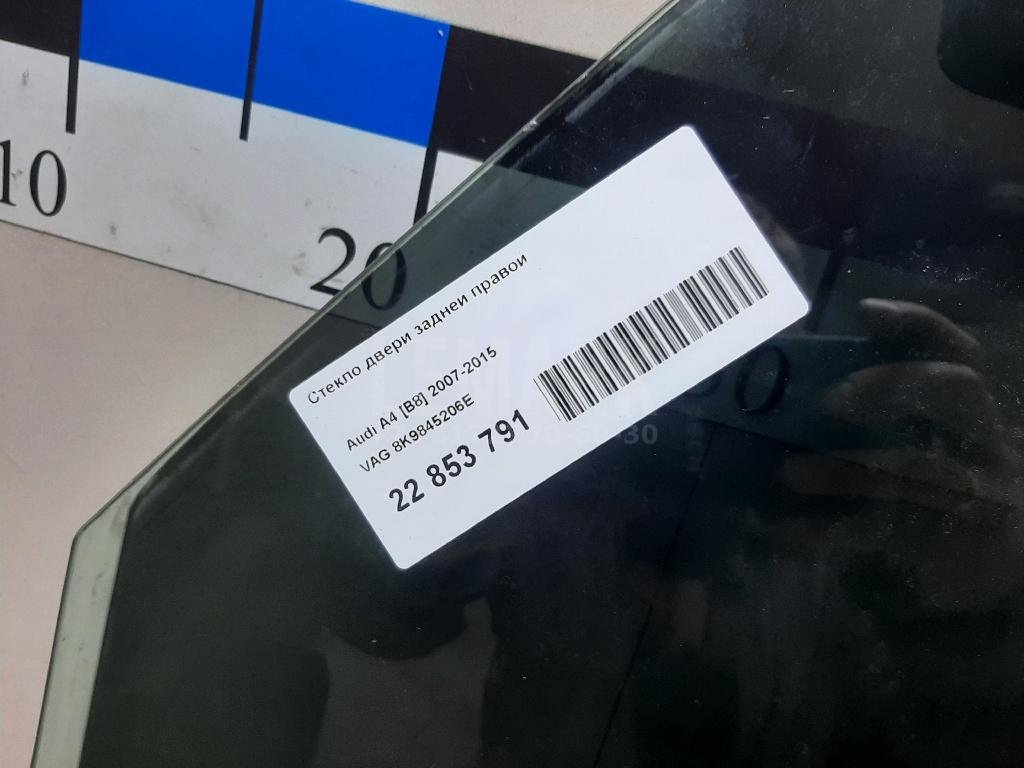 10
20
Стекло двери задней правой
Audi A4 [B8] 2007-2015
VAG 8K9845206E
22 853 791